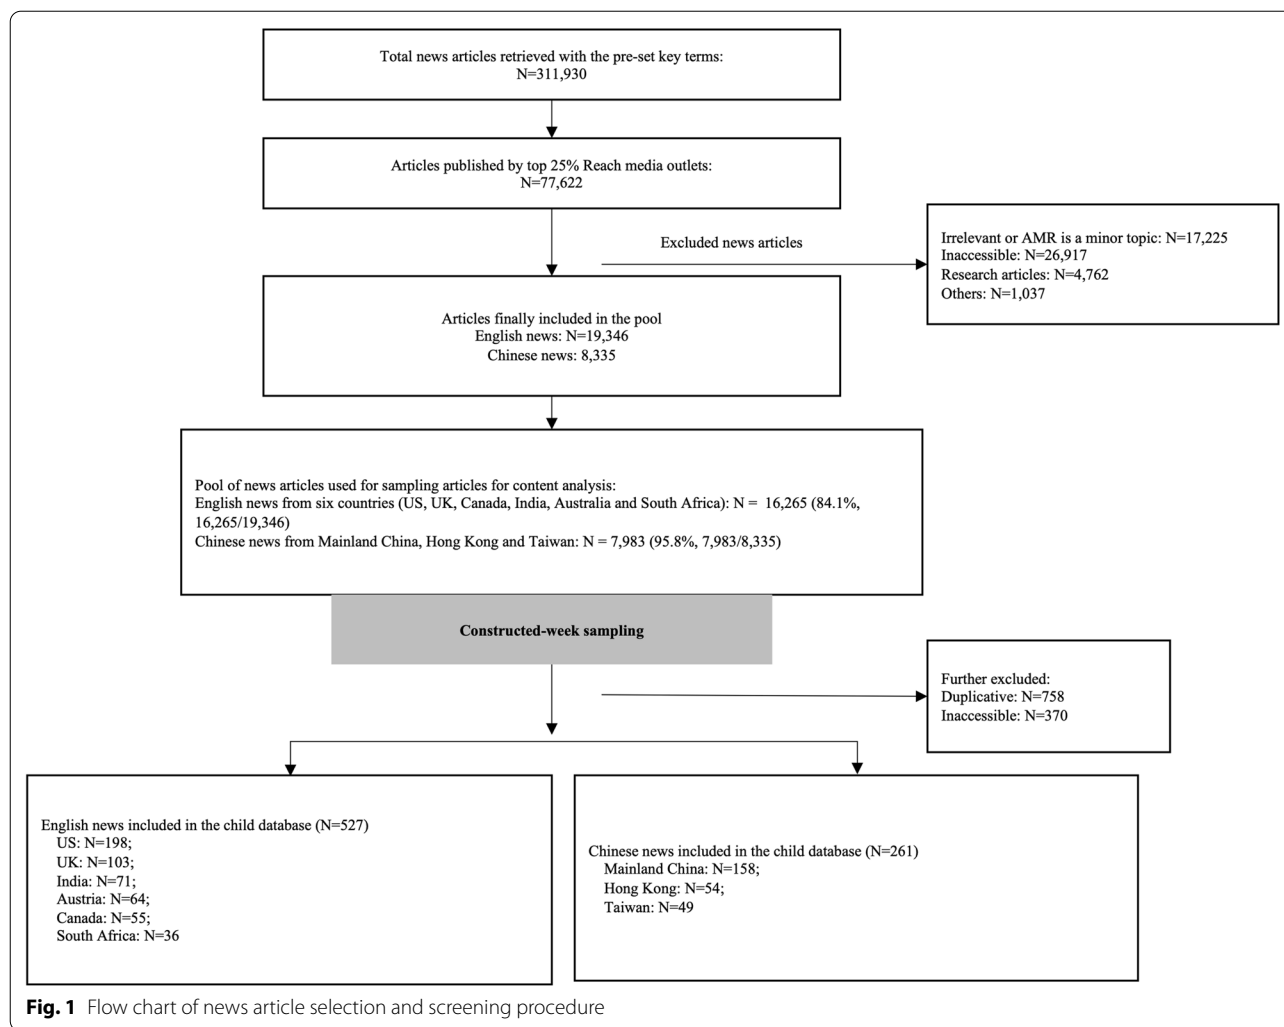 Total news articles retrieved with the pre-set key terms:
N=311,930
Articles published by top 25% Reach media outlets:
N=77,622
Excluded news articles
Irrelevant or AMR is a minor topic: N=17,225
Inaccessible: N=26,917
Research articles: N=4,762
Others: N=1,037
Articles finally included in the pool
English news: N=19,346
Chinese news: 8,335
Pool of news articles used for sampling articles for content analysis:
English news from six countries (US, UK, Canada, India, Australia and South Africa): N = 16,265 (84.1%,
16,265/19,346)
Chinese news from Mainland China, Hong Kong and Taiwan: N = 7,983 (95.8%, 7,983/8,335)
Constructed-week sampling
Further excluded:
Duplicative: N=758
Inaccessible: N=370
English news included in the child database (N=527)
US: N=198;
UK: N=103;
India: N=71;
Austria: N=64;
Canada: N=55;
South Africa: N=36
Chinese news included in the child database (N=261)
Mainland China: N=158;
Hong Kong: N=54;
Taiwan: N=49
Fig. 1 Flow chart of news article selection and screening procedure